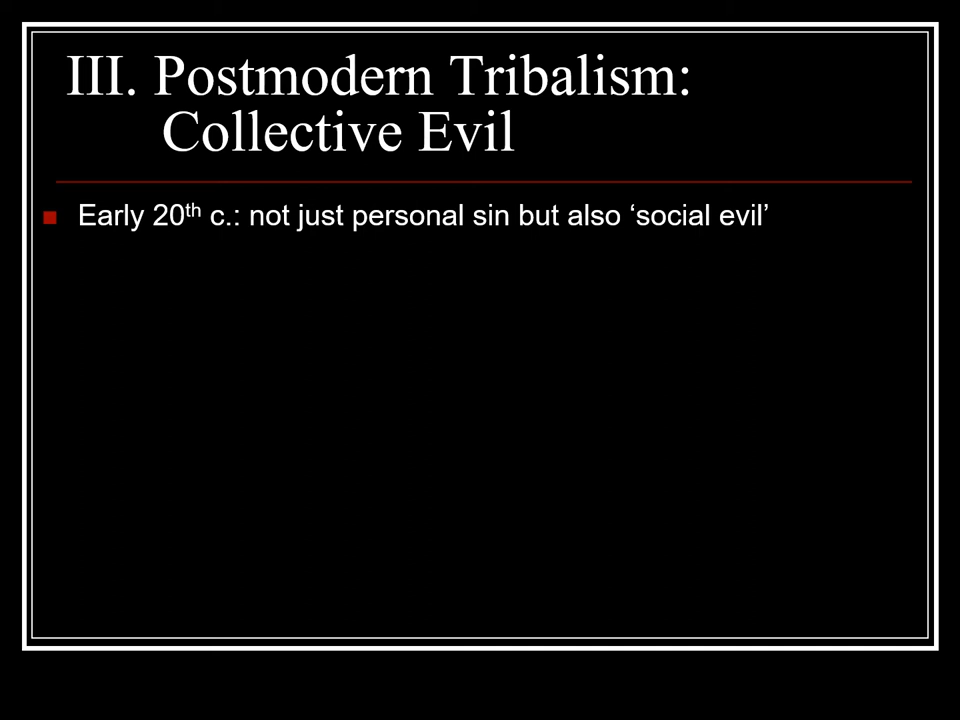 III. Postmodern Tribalism:
Collective Evil
Early 20th c.: not just personal sin but also ‘social evil’